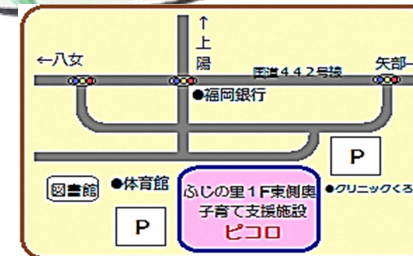 ↑
上
陽
←八女
国道442号線
矢部
●福岡銀行
P
図書館
●体育館
ふじの里1F東側奥
子育て支援施設
ピコロ
●クリニックくろ
P